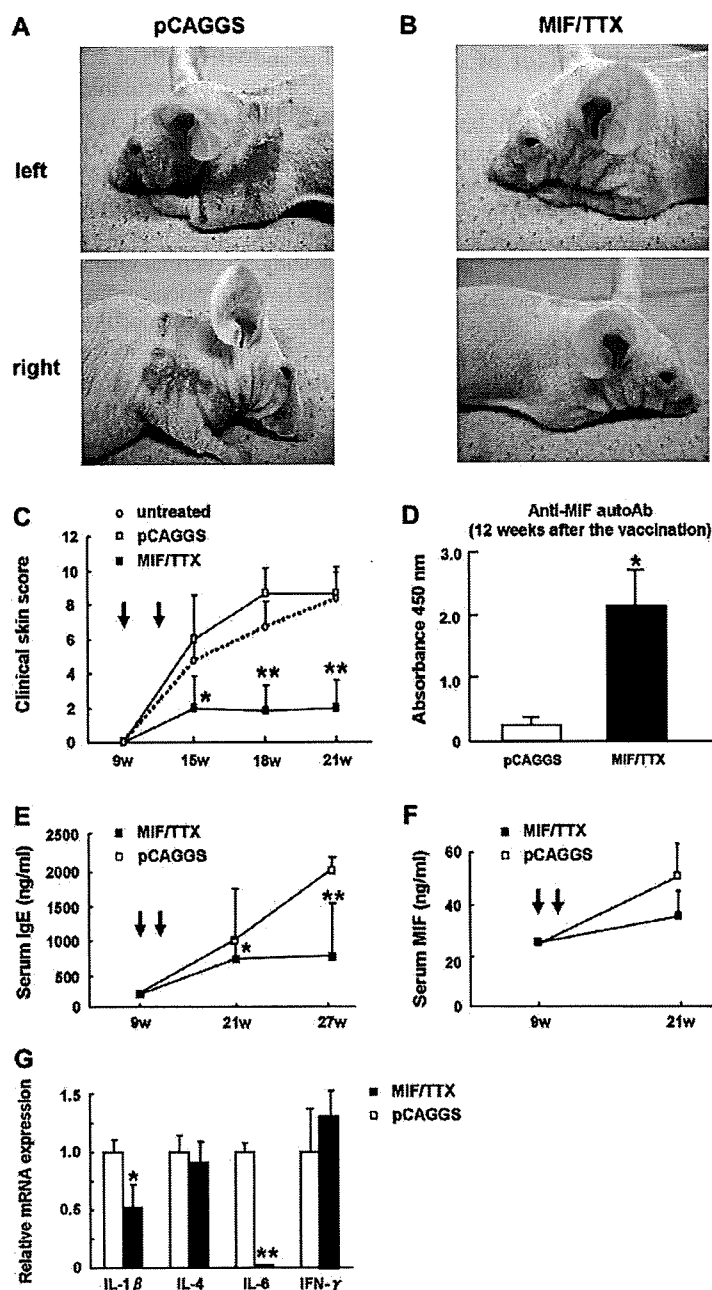 A pCAGGS
B MIF/TTX
left
right
C
untreated
pCAGGS
MIF/TTX
Clinical skin score
12
10
8
6
4
2
0
*
**
**
9w 15w 18w 21w
D
Anti-MIF autoAb
(12 weeks after the vaccination)
Absorbance 450 nm
3.0
2.0
1.0
0
*
pCAGGS MIF/TTX
E
MIF/TTX
pCAGGS
Serum IgE (ng/ml)
2500
2000
1500
1000
500
0
*
**
9w 21w 27w
F
MIF/TTX
pCAGGS
Serum MIF (ng/ml)
60
40
20
0
9w 21w
G
MIF/TTX
pCAGGS
Relative mRNA expression
1.5
1.0
0.5
0
*
**
IL-1β IL-4 IL-6 IFN-γ